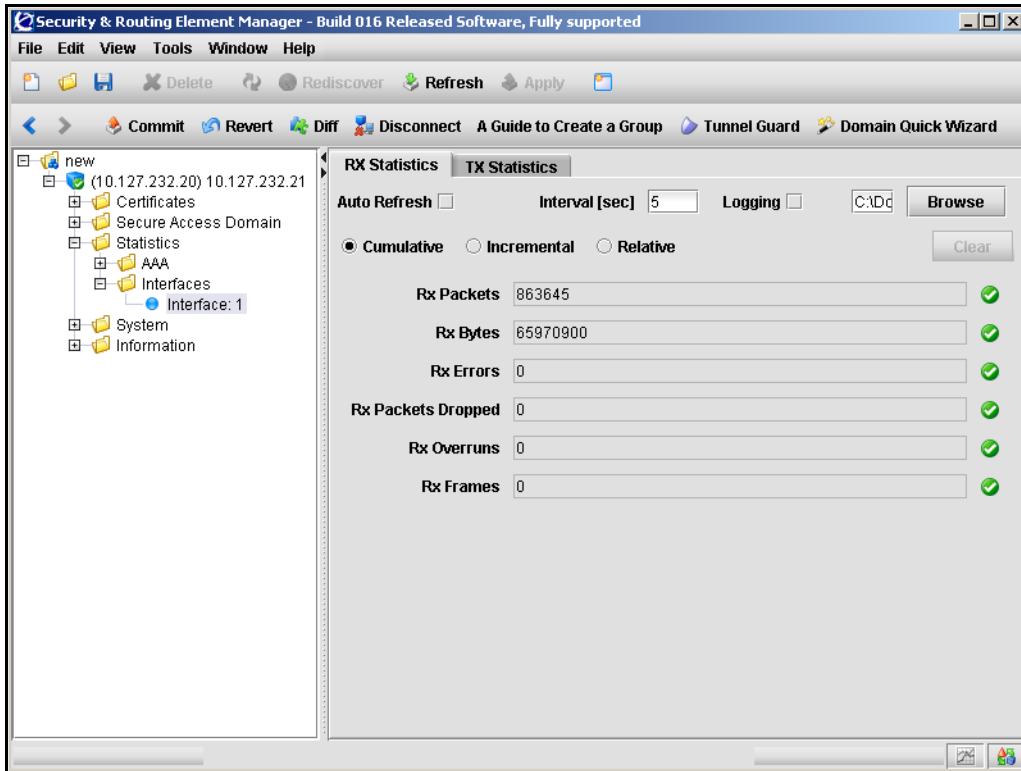 Security & Routing Element Manager - Build 016 Released Software, Fully supported
File Edit View Tools Window Help
Delete Rediscover Refresh Apply
Commit Revert Diff Disconnect A Guide to Create a Group Tunnel Guard Domain Quick Wizard
new
(10.127.232.20) 10.127.232.21
Certificates
Secure Access Domain
Statistics
AAA
Interfaces
Interface: 1
System
Information
RX Statistics TX Statistics
Auto Refresh Interval [sec] 5 Logging C:\Do Browse
Cumulative Incremental Relative Clear
Rx Packets 863645
Rx Bytes 65970900
Rx Errors 0
Rx Packets Dropped 0
Rx Overruns 0
Rx Frames 0